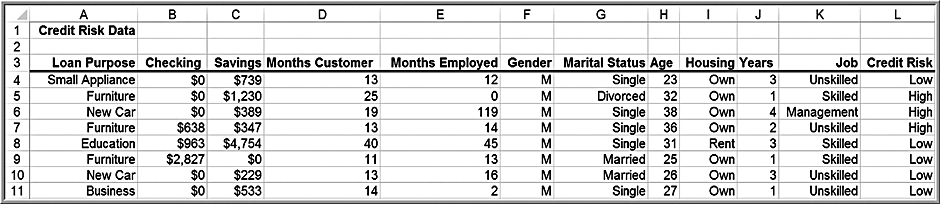 A B C D E F G H I J K L
1 Credit Risk Data
2
3 Loan Purpose Checking Savings Months Customer Months Employed Gender Marital Status Age Housing Years Job Credit Risk
4 Small Appliance $0 $739 13 12 M Single 23 Own 3 Unskilled Low
5 Furniture $0 $1,230 25 0 M Divorced 32 Own 1 Skilled High
6 New Car $0 $389 19 119 M Single 38 Own 4 Management High
7 Furniture $638 $347 13 14 M Single 36 Own 2 Unskilled High
8 Education $963 $4,754 40 45 M Single 31 Rent 3 Skilled Low
9 Furniture $2,827 $0 11 13 M Married 25 Own 1 Skilled Low
10 New Car $0 $229 13 16 M Married 26 Own 3 Unskilled Low
11 Business $0 $533 14 2 M Single 27 Own 1 Unskilled Low